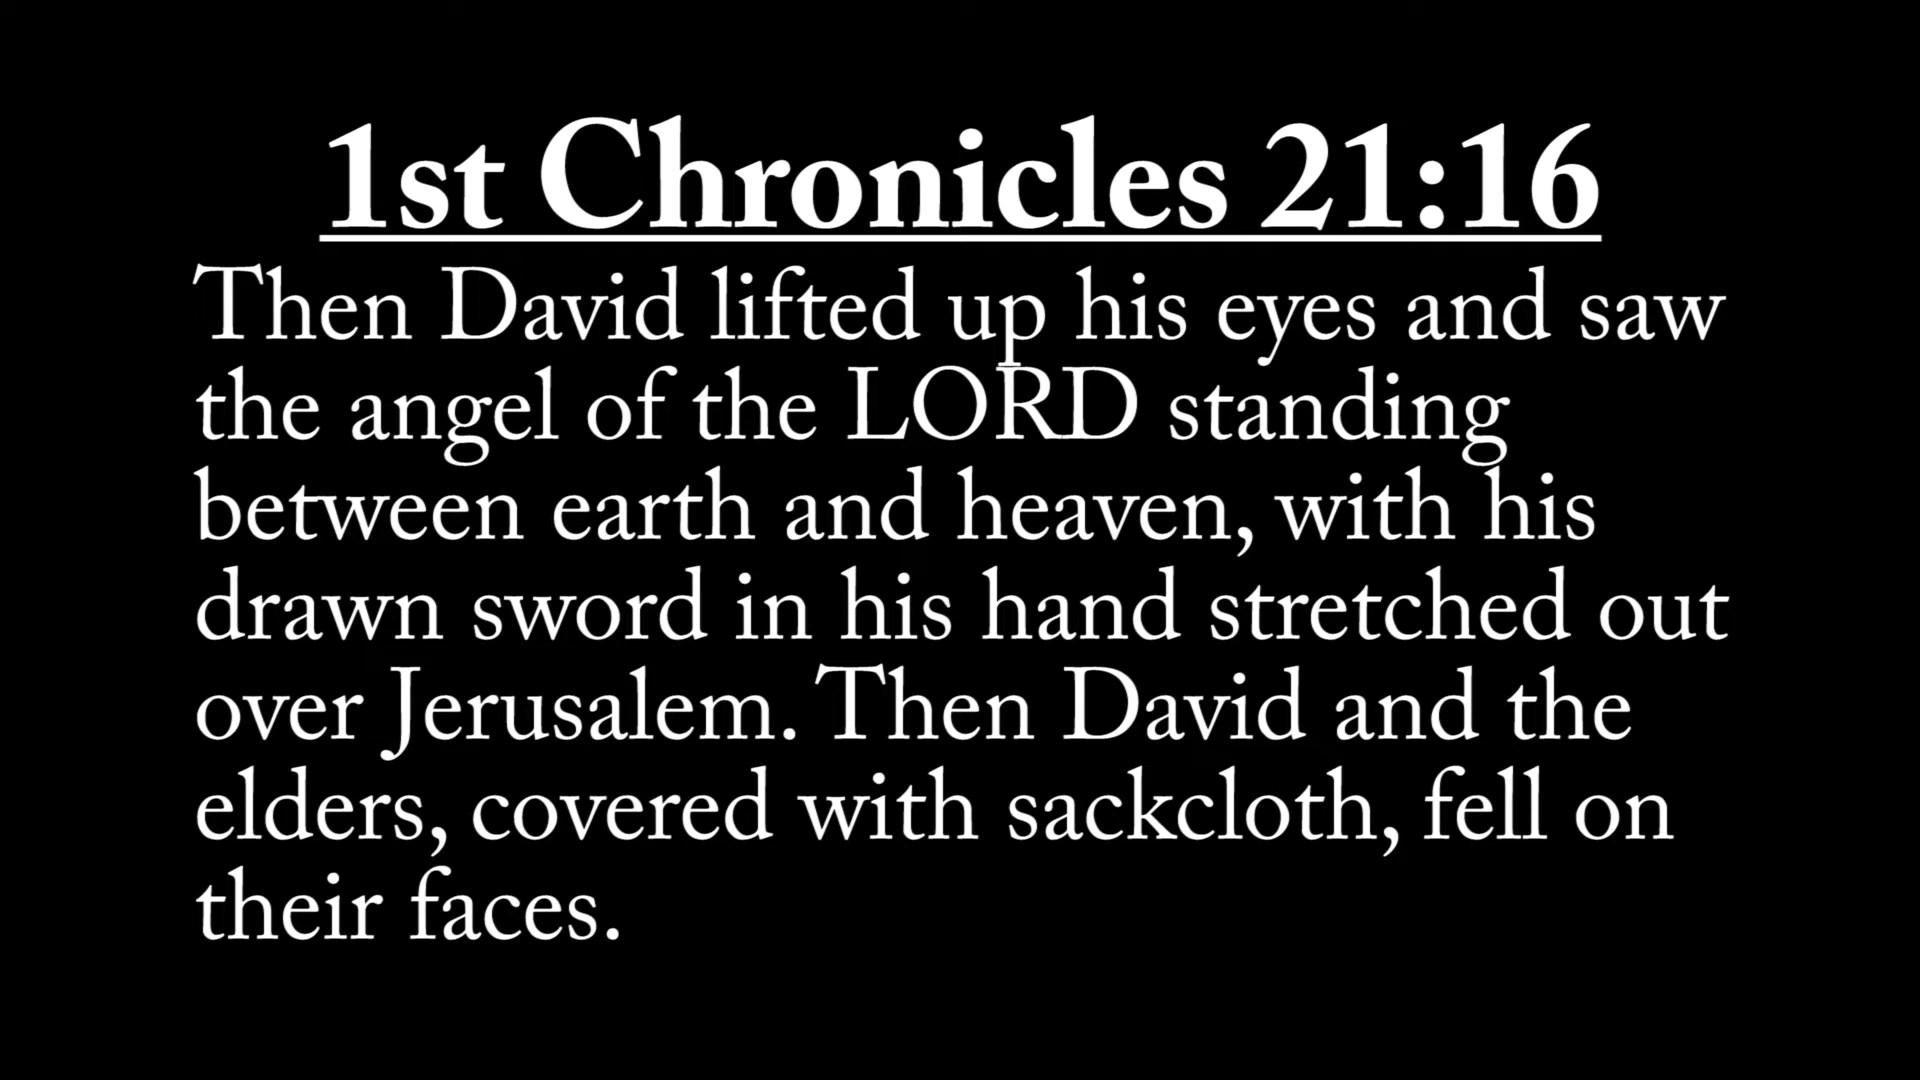 1st Chronicles 21:16
Then David lifted up his eyes and saw
the angel of the LORD standing
between earth and heaven, with his
drawn sword in his hand stretched out
over Jerusalem. Then David and the
elders, covered with sackcloth, fell on
their faces.